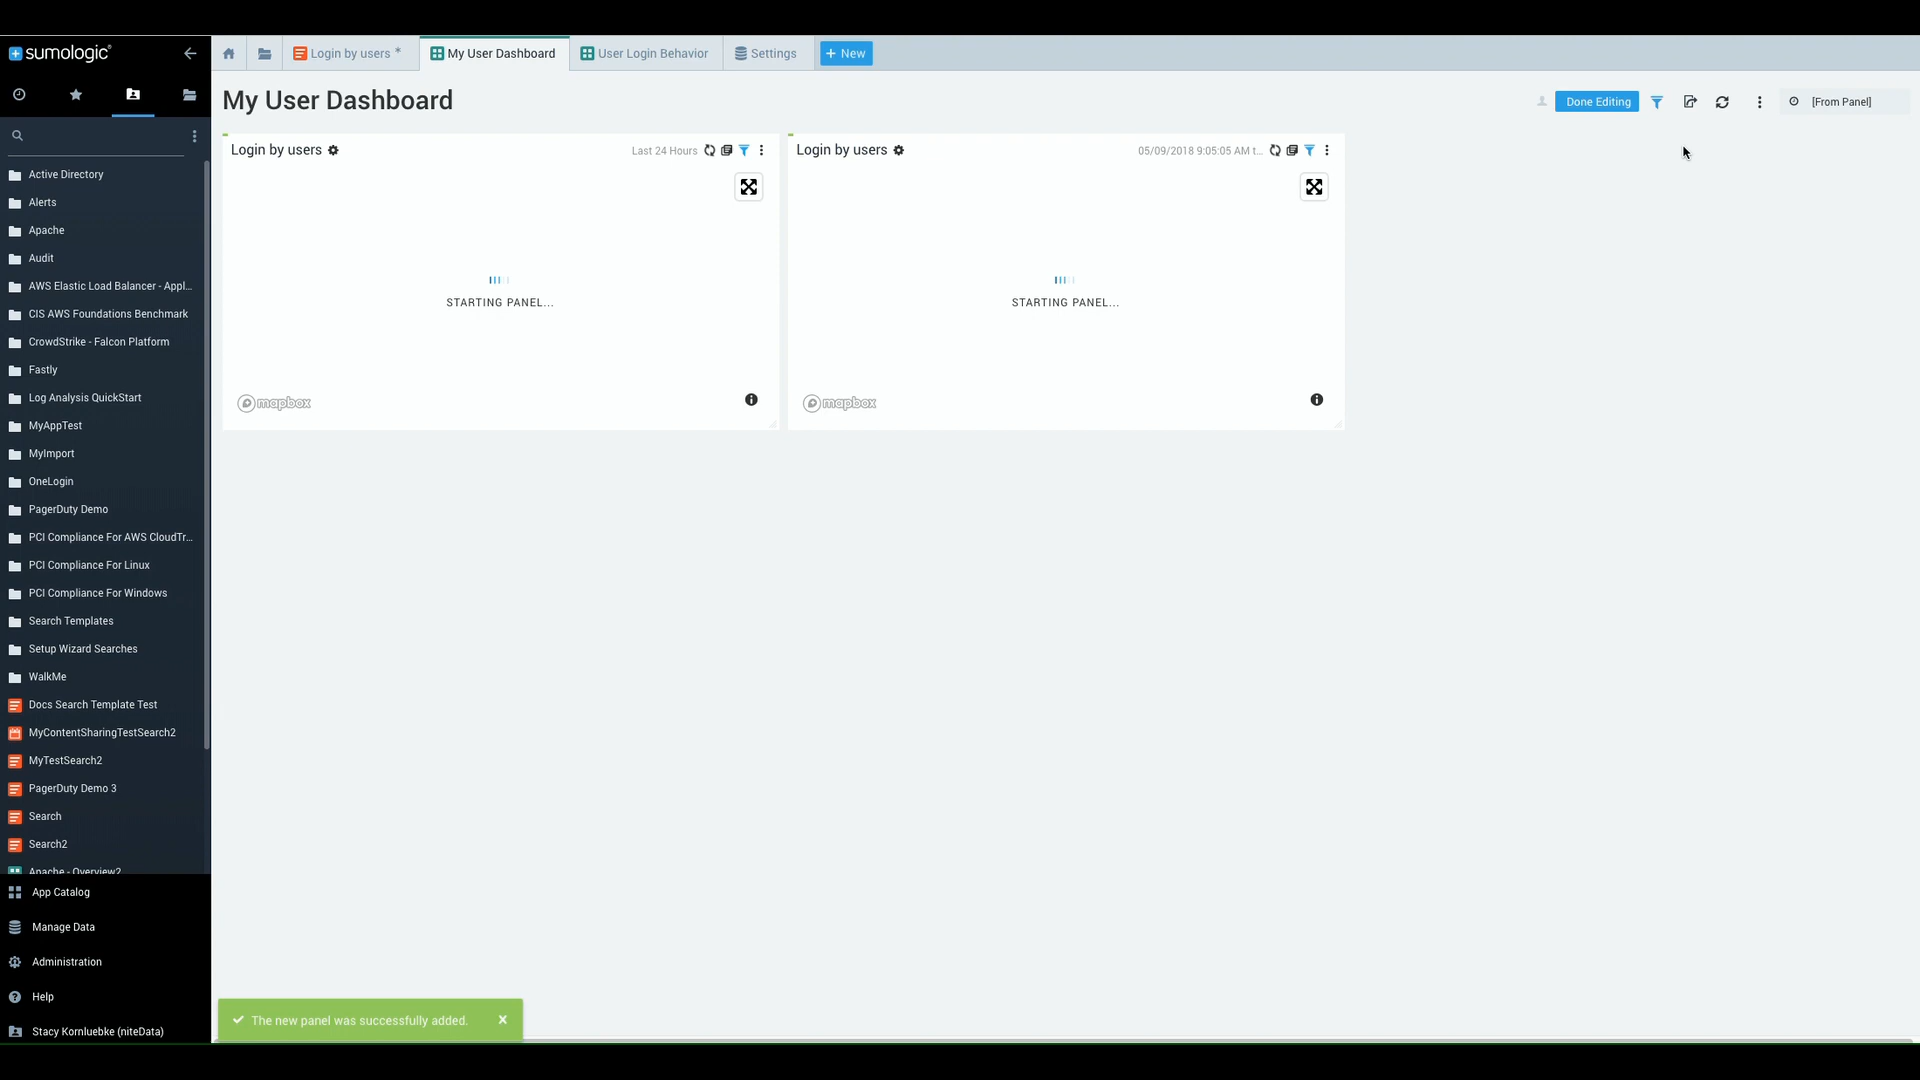 sumologic
Login by users *
My User Dashboard
User Login Behavior
Settings
+ New
My User Dashboard
Done Editing
[From Panel]
Login by users
Last 24 Hours
Login by users
05/09/2018 9:05:05 AM t...
STARTING PANEL...
STARTING PANEL...
mapbox
mapbox
Active Directory
Alerts
Apache
Audit
AWS Elastic Load Balancer - Appl...
CIS AWS Foundations Benchmark
CrowdStrike - Falcon Platform
Fastly
Log Analysis QuickStart
MyAppTest
MyImport
OneLogin
PagerDuty Demo
PCI Compliance For AWS CloudTr...
PCI Compliance For Linux
PCI Compliance For Windows
Search Templates
Setup Wizard Searches
WalkMe
Docs Search Template Test
MyContentSharingTestSearch2
MyTestSearch2
PagerDuty Demo 3
Search
Search2
Apache - Overview2
App Catalog
Manage Data
Administration
Help
Stacy Kornluebke (niteData)
The new panel was successfully added.